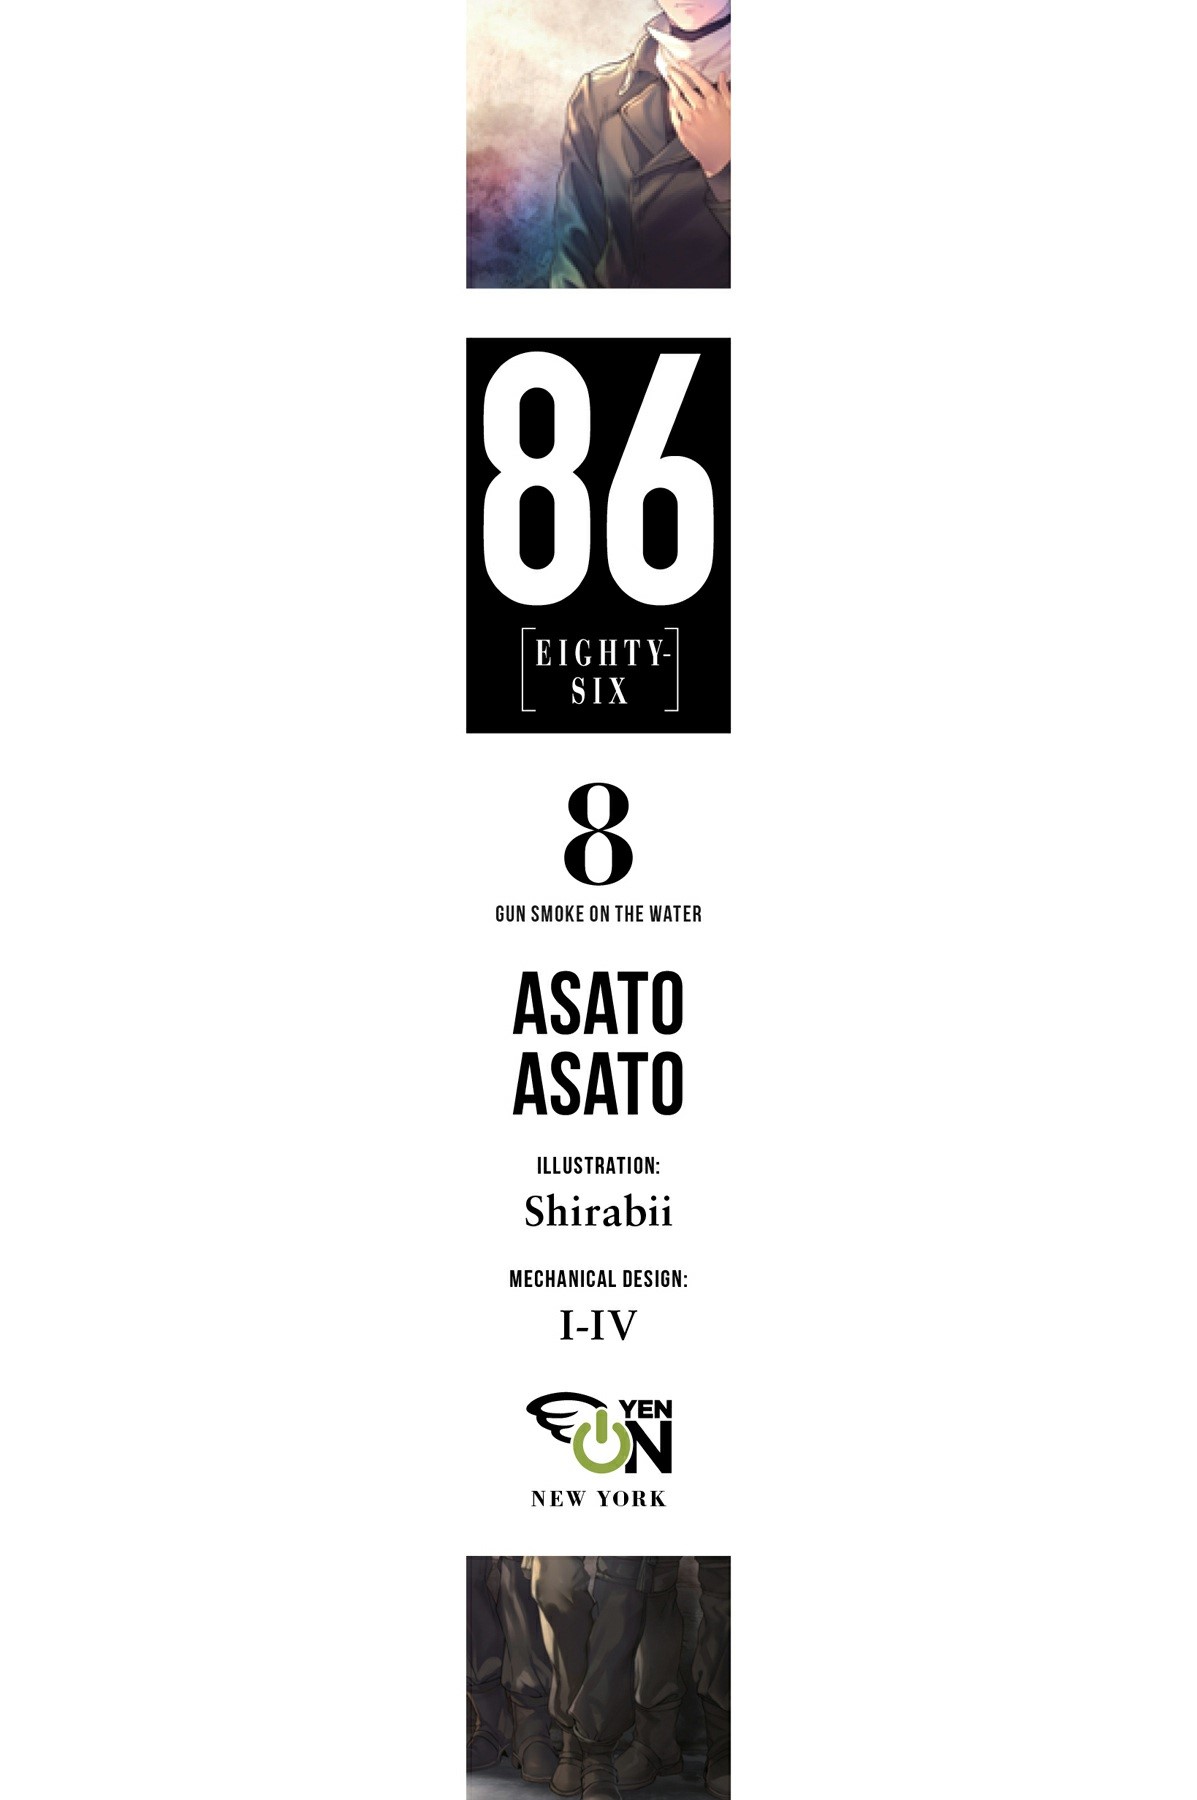 86
EIGHTY-
SIX
8
GUN SMOKE ON THE WATER
ASATO
ASATO
ILLUSTRATION:
Shirabii
MECHANICAL DESIGN:
I-IV
YEN
ON
NEW YORK